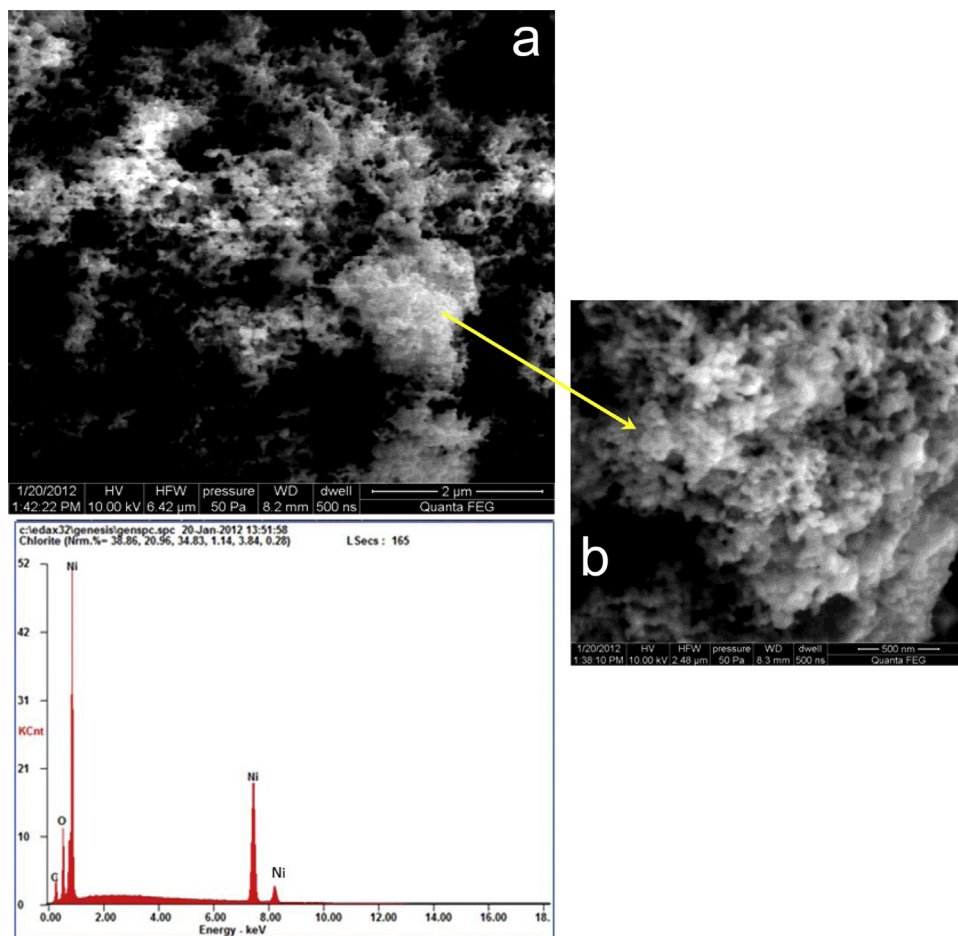 a
1/20/2012 HV HFW pressure WD dwell 2 µm
1:42:22 PM 10.00 kV 6.42 µm 50 Pa 8.2 mm 500 ns Quanta FEG
b
1/20/2012 HV HFW pressure WD dwell 500 nm
1:38:10 PM 10.00 kV 2.48 µm 50 Pa 8.3 mm 500 ns Quanta FEG
c:\edax32\genesis\genspc.spc 20-Jan-2012 13:51:58
Chlorite (Nrm.%= 38.86, 20.96, 34.83, 1.14, 3.84, 0.28) LSecs : 165
52
Ni
42
31
KCnt
21
Ni
O
10
C
Ni
0
0.00 2.00 4.00 6.00 8.00 10.00 12.00 14.00 16.00 18.
Energy - keV